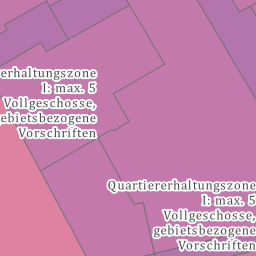 erhaltungszone
I: max. 5
Vollgeschosse,
gebietsbezogene
Vorschriften
Quartiererhaltungszone
I: max. 5
Vollgeschosse,
gebietsbezogene
Vorschriften